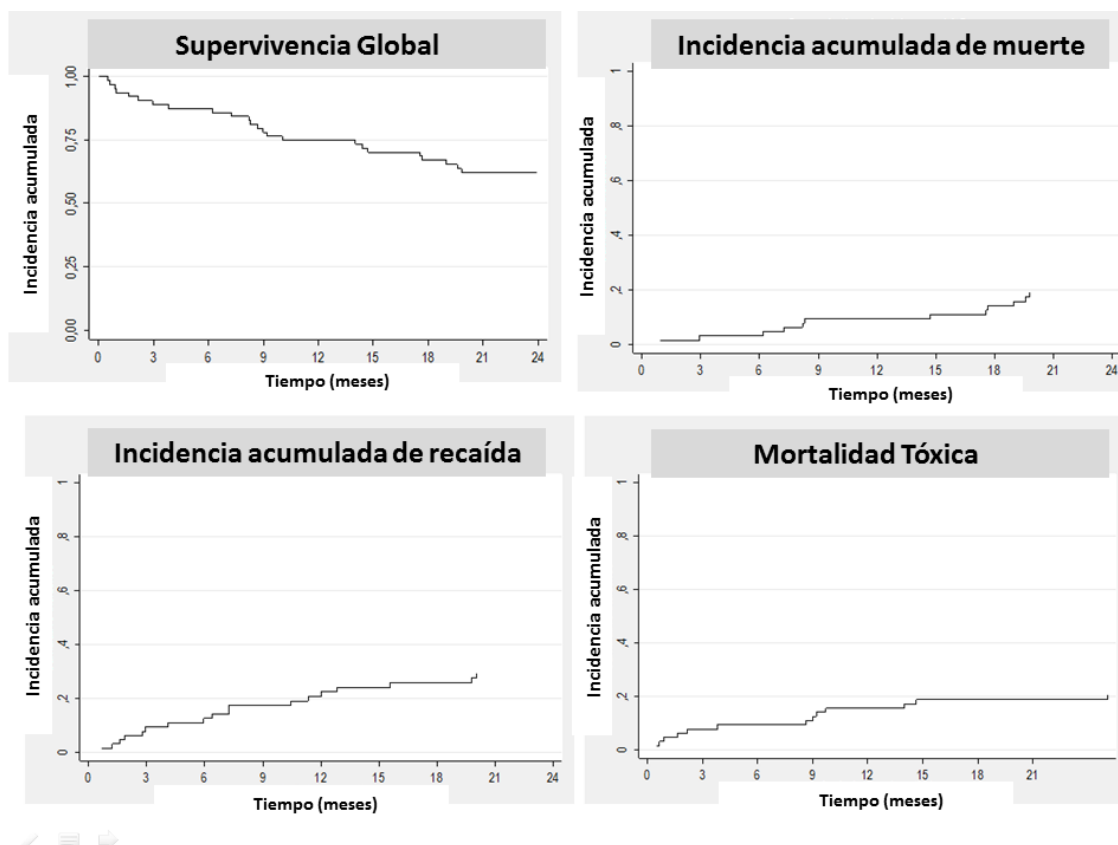 Supervivencia Global
Incidencia acumulada
1,00
0,75
0,50
0,25
0,00
0 3 6 9 12 15 18 21 24
Tiempo (meses)
Incidencia acumulada de muerte
Incidencia acumulada
1
,8
,6
,4
,2
0
0 3 6 9 12 15 18 21 24
Tiempo (meses)
Incidencia acumulada de recaída
Incidencia acumulada
1
,8
,6
,4
,2
0
0 3 6 9 12 15 18 21 24
Tiempo (meses)
Mortalidad Tóxica
Incidencia acumulada
1
,8
,6
,4
,2
0
0 3 6 9 12 15 18 21
Tiempo (meses)